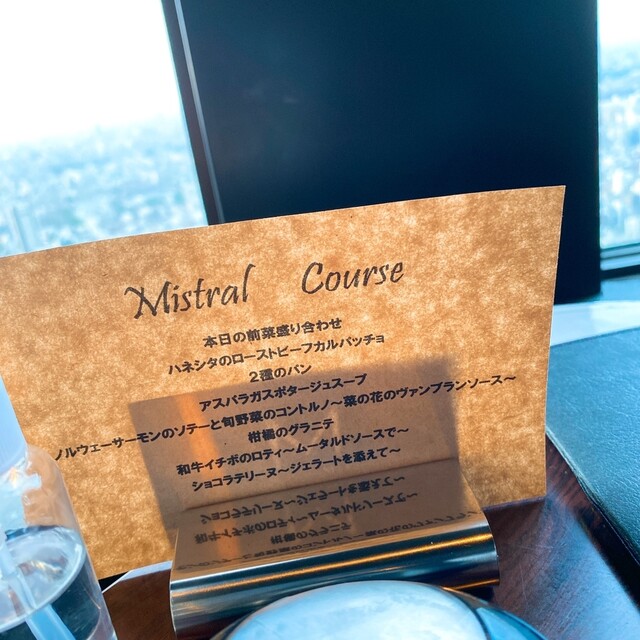 Mistral Course
本日の前菜盛り合わせ
ハネシタのローストビーフカルパッチョ
2種のパン
アスパラガスポタージュスープ
ノルウェーサーモンのソテーと旬野菜のコントルノ～菜の花のヴァンブランソース～
柑橘のグラニテ
和牛イチボのロティ～ムータルドソースで～
ショコラテリーヌ～ジェラートを添えて～